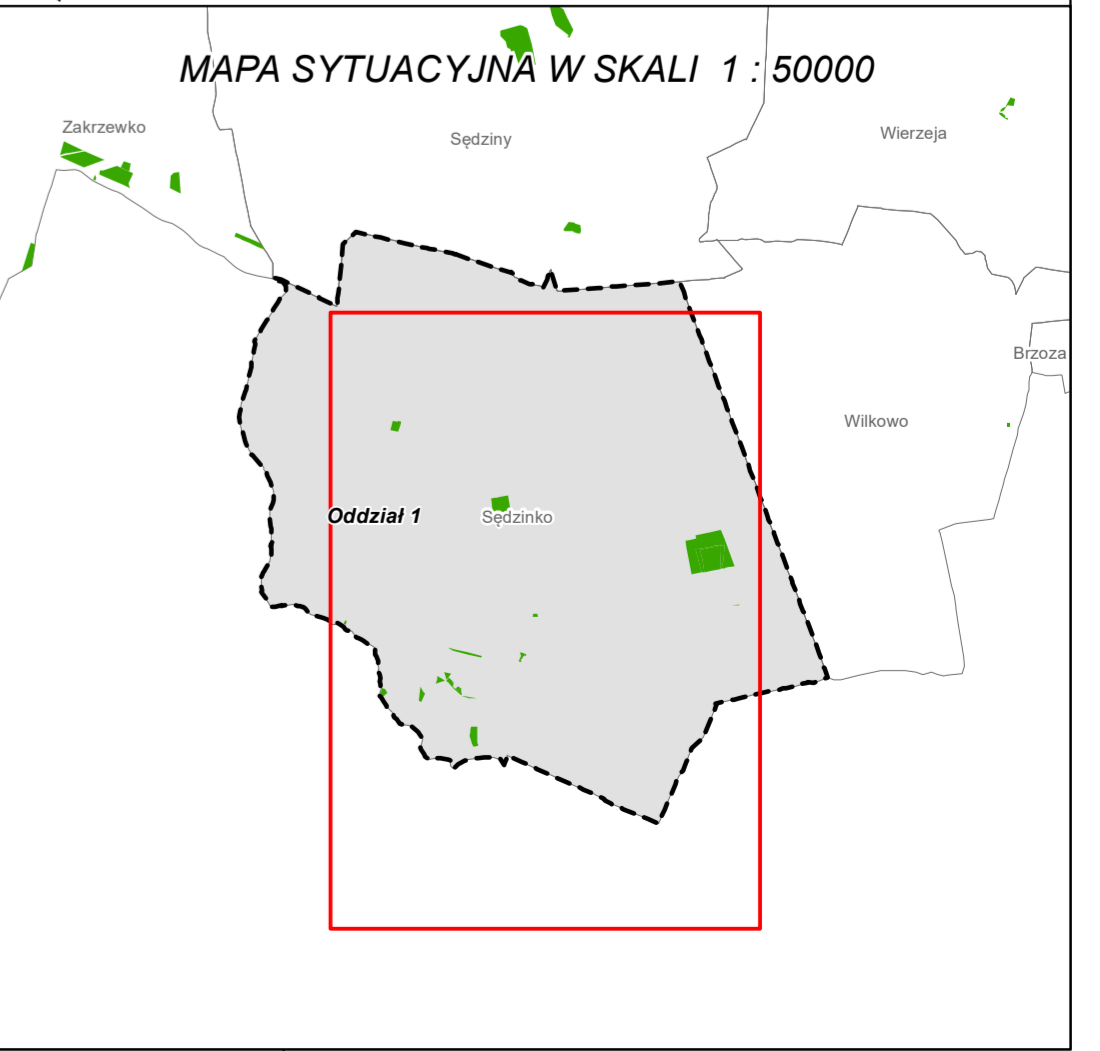 MAPA SYTUACYJNA W SKALI 1 : 50000
Zakrzewko
Sędziny
Wierzeja
Brzoza
Wilkowo
Oddział 1
Sędzinko